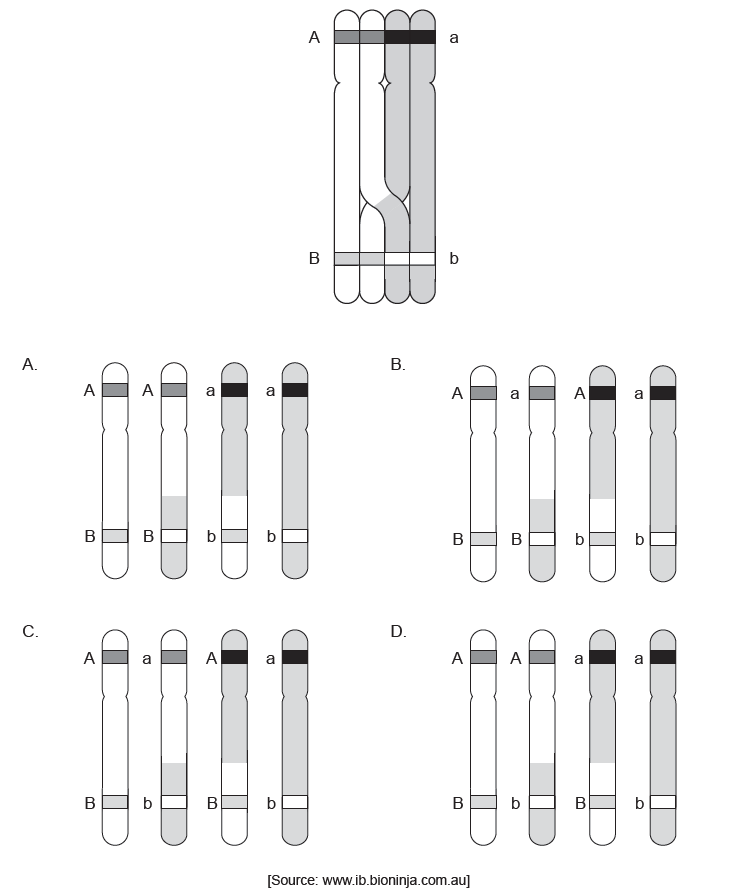 A a
B b
A. B.
A A a a A a A a
B B b b B B b b
C. D.
A a A a A A a a
B b B b B b B b
[Source: www.ib.bioninja.com.au]